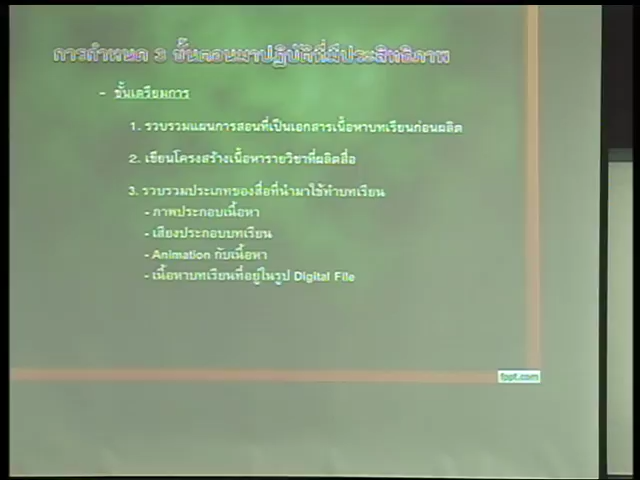 การกำหนด 3 ขั้นตอนมาปฏิบัติที่มีประสิทธิภาพ
- ขั้นเตรียมการ
1. รวบรวมแผนการสอนที่เป็นเอกสารเนื้อหาบทเรียนก่อนผลิต
2. เขียนโครงสร้างเนื้อหารายวิชาที่ผลิตสื่อ
3. รวบรวมประเภทของสื่อที่นำมาใช้ทำบทเรียน
- ภาพประกอบเนื้อหา
- เสียงประกอบบทเรียน
- Animation กับเนื้อหา
- เนื้อหาบทเรียนที่อยู่ในรูป Digital File
fppt.com